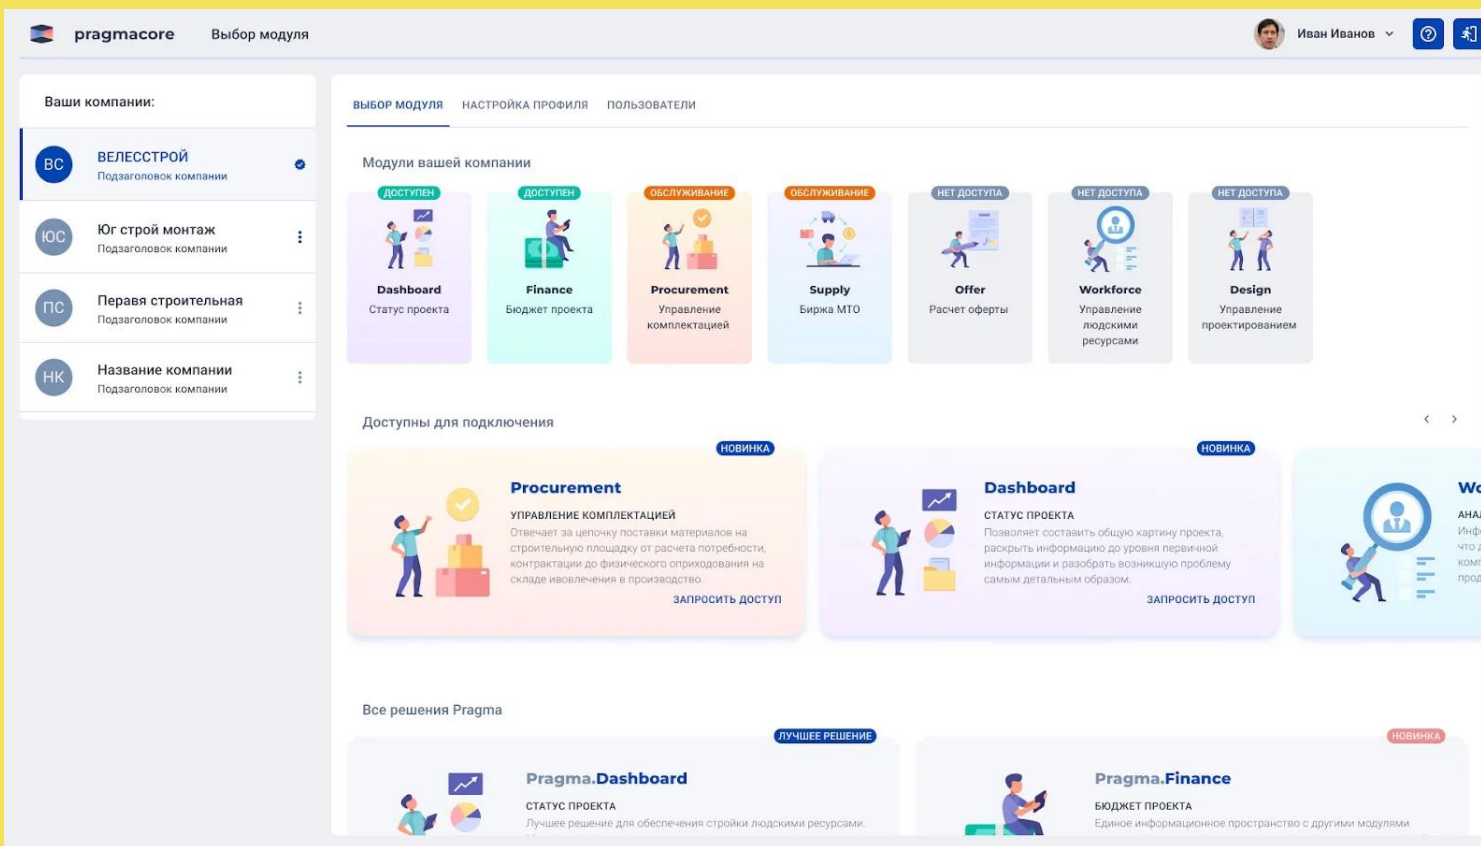 pragmacore
Выбор модуля
Иван Иванов
Ваши компании:
ВС
ВЕЛЕССТРОЙ
Подзаголовок компании
ЮС
Юг строй монтаж
Подзаголовок компании
ПС
Перавя строительная
Подзаголовок компании
НК
Название компании
Подзаголовок компании
ВЫБОР МОДУЛЯ
НАСТРОЙКА ПРОФИЛЯ
ПОЛЬЗОВАТЕЛИ
Модули вашей компании
ДОСТУПЕН
Dashboard
Статус проекта
ДОСТУПЕН
Finance
Бюджет проекта
ОБСЛУЖИВАНИЕ
Procurement
Управление
комплектацией
ОБСЛУЖИВАНИЕ
Supply
Биржа МТО
НЕТ ДОСТУПА
Offer
Расчет оферты
НЕТ ДОСТУПА
Workforce
Управление
людскими
ресурсами
НЕТ ДОСТУПА
Design
Управление
проектированием
Доступны для подключения
НОВИНКА
Procurement
УПРАВЛЕНИЕ КОМПЛЕКТАЦИЕЙ
Отвечает за цепочку поставки материалов на
строительную площадку от расчета потребности,
контрактации до физического оприходования на
складе ивовлечения в производство.
ЗАПРОСИТЬ ДОСТУП
НОВИНКА
Dashboard
СТАТУС ПРОЕКТА
Позволяет составить общую картину проекта,
раскрыть информацию до уровня первичной
информации и разобрать возникшую проблему
самым детальным образом.
ЗАПРОСИТЬ ДОСТУП
Все решения Pragma
ЛУЧШЕЕ РЕШЕНИЕ
Pragma.Dashboard
СТАТУС ПРОЕКТА
Лучшее решение для обеспечения стройки людскими ресурсами.
НОВИНКА
Pragma.Finance
БЮДЖЕТ ПРОЕКТА
Единое информационное пространство с другими модулями